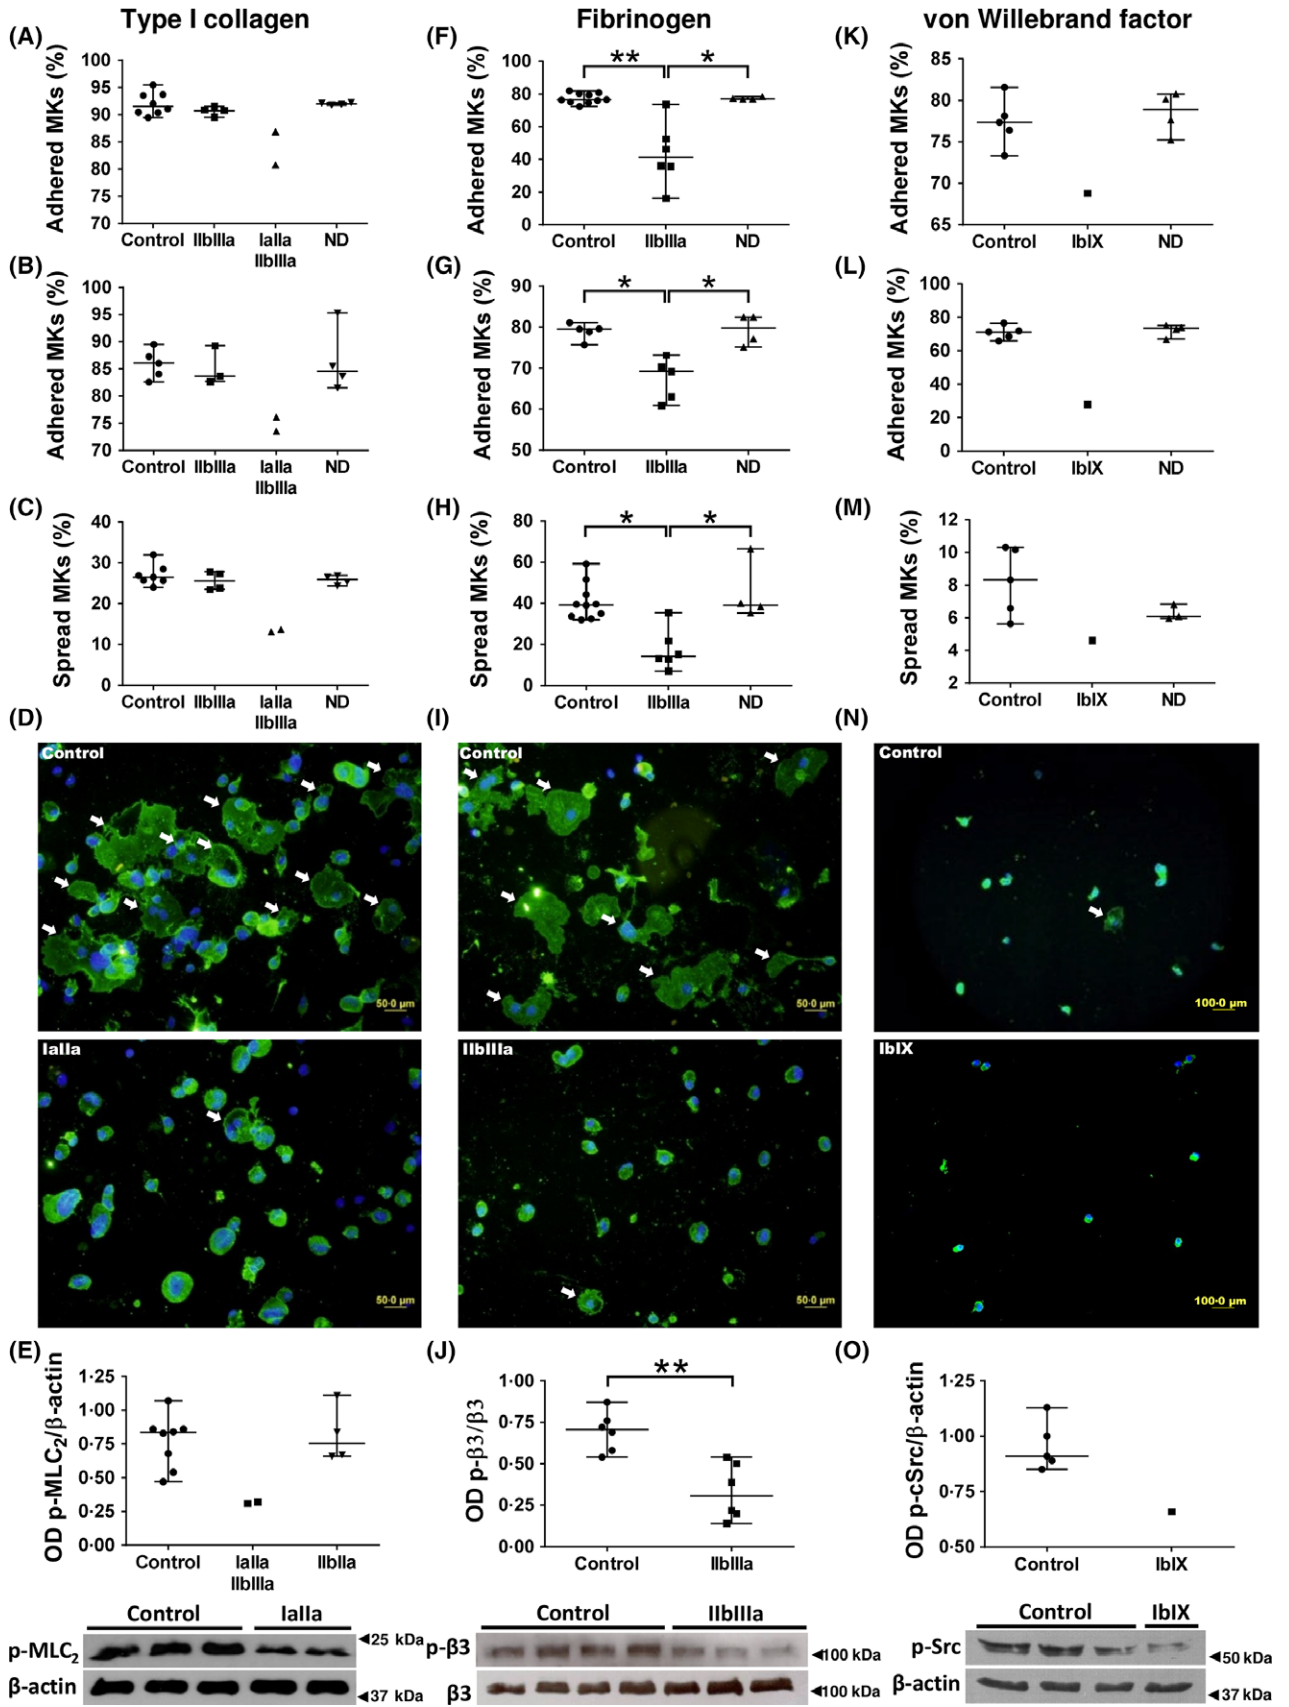 Type I collagen
Fibrinogen
von Willebrand factor
(A)
Adhered MKs (%)
100
95
90
85
80
75
70
Control IIbIIIa IaIIa ND
IIbIIIa
(F)
Adhered MKs (%)
100
80
60
40
20
0
** *
Control IIbIIIa ND
(K)
Adhered MKs (%)
85
80
75
70
65
Control IbIX ND
(B)
Adhered MKs (%)
100
95
90
85
80
75
70
Control IIbIIIa IaIIa ND
IIbIIIa
(G)
Adhered MKs (%)
90
80
70
60
50
* *
Control IIbIIIa ND
(L)
Adhered MKs (%)
100
80
60
40
20
0
Control IbIX ND
(C)
Spread MKs (%)
40
30
20
10
0
Control IIbIIIa IaIIa ND
IIbIIIa
(H)
Spread MKs (%)
80
60
40
20
0
* *
Control IIbIIIa ND
(M)
Spread MKs (%)
12
10
8
6
4
2
Control IbIX ND
(D)
Control
50·0 µm
IaIIa
50·0 µm
(I)
Control
50·0 µm
IIbIIIa
50·0 µm
(N)
Control
100·0 µm
IbIX
100·0 µm
(E)
OD p-MLC2/β-actin
1·25
1·00
0·75
0·50
0·25
0·00
Control IaIIa IIbIIa
IIbIIIa
Control IaIIa
p-MLC2
25 kDa
β-actin
37 kDa
(J)
OD p-β3/β3
1·00
0·75
0·50
0·25
0·00
**
Control IIbIIIa
Control IIbIIIa
p-β3
100 kDa
β3
100 kDa
(O)
OD p-cSrc/β-actin
1·25
1·00
0·75
0·50
Control IbIX
Control IbIX
p-Src
50 kDa
β-actin
37 kDa